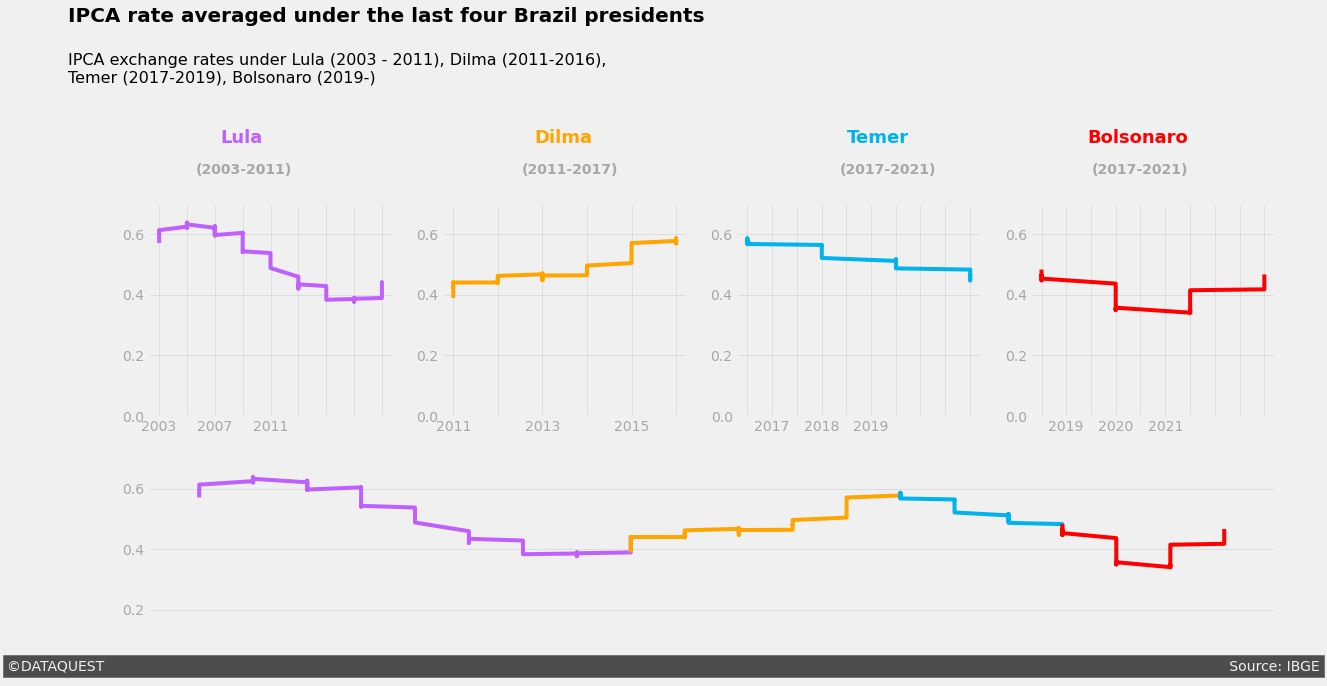 IPCA rate averaged under the last four Brazil presidents
IPCA exchange rates under Lula (2003 - 2011), Dilma (2011-2016),
Temer (2017-2019), Bolsonaro (2019-)
Lula Dilma Temer Bolsonaro
(2003-2011) (2011-2017) (2017-2021) (2017-2021)
0.6 0.6 0.6 0.6
0.4 0.4 0.4 0.4
0.2 0.2 0.2 0.2
0.0 0.0 0.0 0.0
2003 2007 2011 2011 2013 2015 2017 2018 2019 2019 2020 2021
0.6
0.4
0.2
©DATAQUEST Source: IBGE